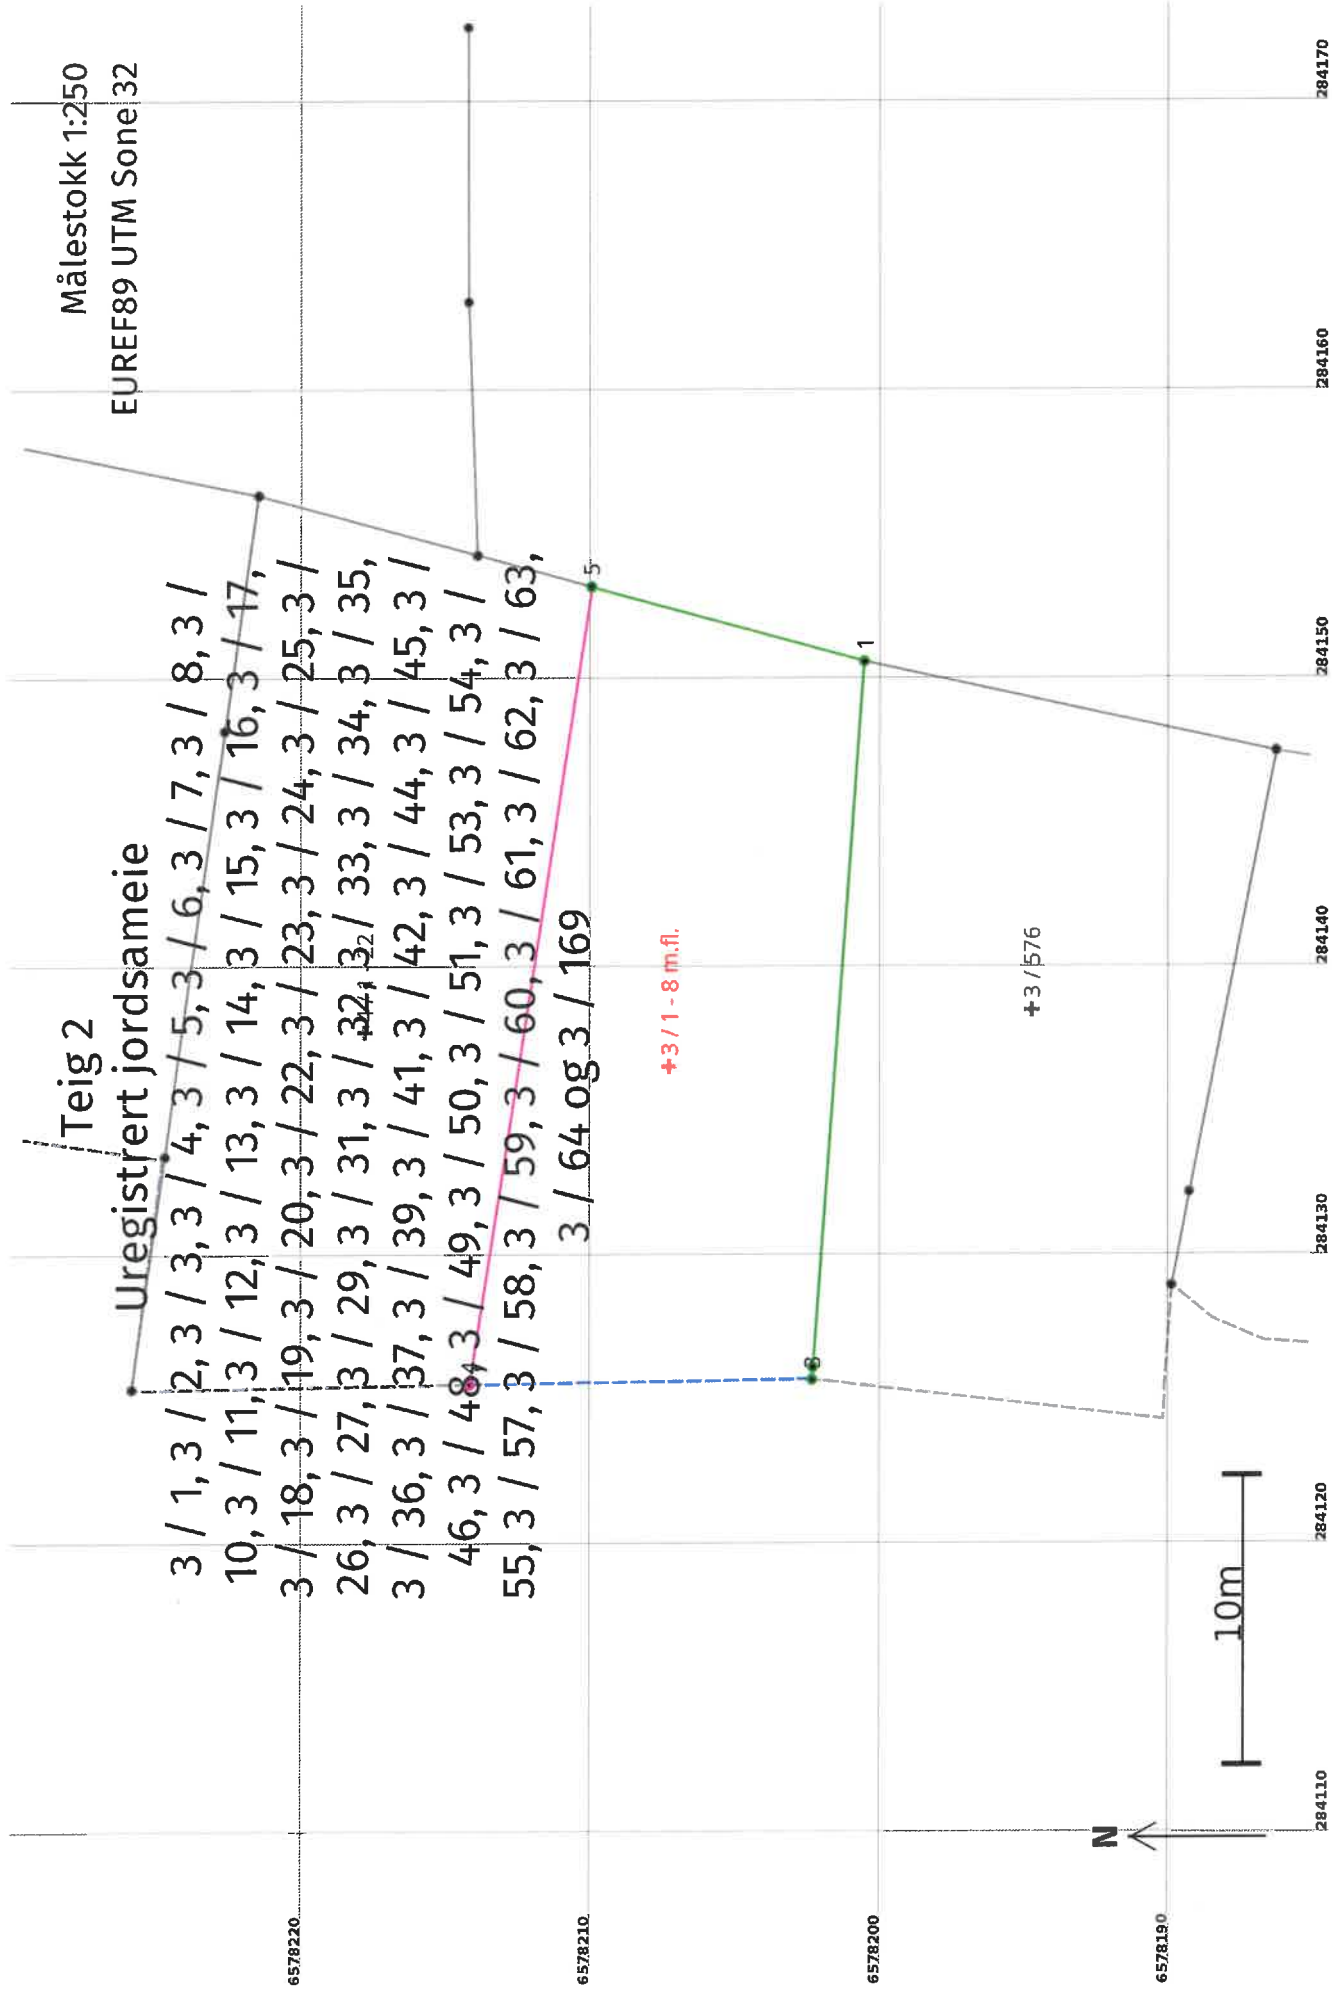 Målestokk 1:250
EUREF89 UTM Sone 32
Teig 2
Uregistrert jordsameie
3 / 1, 3 / 2, 3 / 3, 3 / 4, 3 / 5, 3 / 6, 3 / 7, 3 / 8, 3 /
10, 3 / 11, 3 / 12, 3 / 13, 3 / 14, 3 / 15, 3 / 16, 3 / 17,
3 / 18, 3 / 19, 3 / 20, 3 / 22, 3 / 23, 3 / 24, 3 / 25, 3 /
26, 3 / 27, 3 / 29, 3 / 31, 3 / 32, 3 / 33, 3 / 34, 3 / 35,
3 / 36, 3 / 37, 3 / 39, 3 / 41, 3 / 42, 3 / 44, 3 / 45, 3 /
46, 3 / 48, 3 / 49, 3 / 50, 3 / 51, 3 / 53, 3 / 54, 3 /
55, 3 / 57, 3 / 58, 3 / 59, 3 / 60, 3 / 61, 3 / 62, 3 / 63,
3 / 64 og 3 / 169
4
5
+3 / 1 - 8 m.fl.
1
+3 / 576
10m
N
6578220
6578210
6578200
6578190
284110
284120
284130
284140
284150
284160
284170